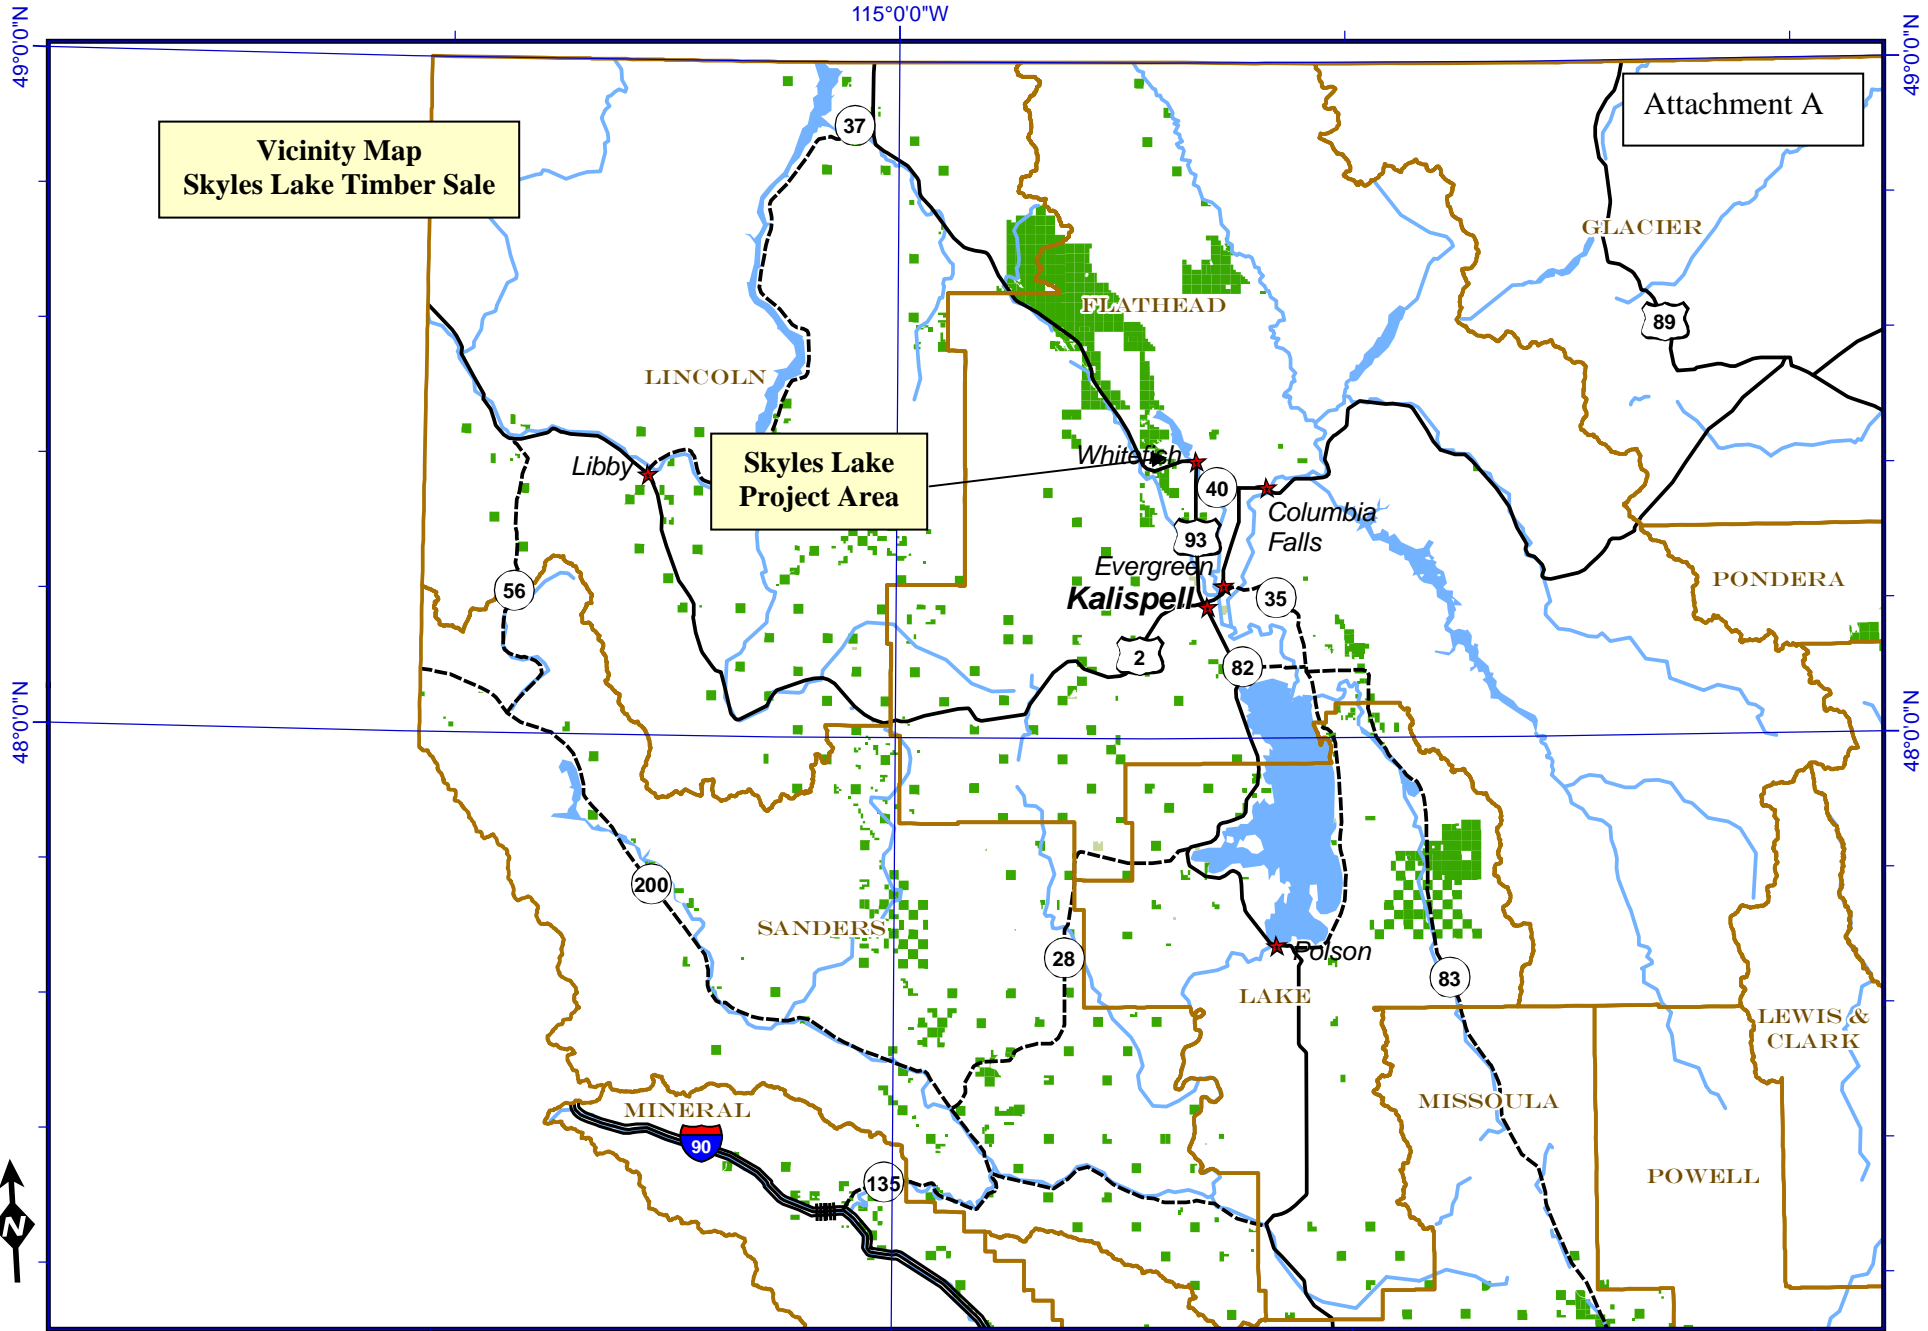 115°0'0"W
49°0'0"N
49°0'0"N
Attachment A
37
Vicinity Map
Skyles Lake Timber Sale
GLACIER
FLATHEAD
89
LINCOLN
Whitefish
Libby
Skyles Lake
Project Area
40
Columbia
Falls
93
Evergreen
PONDERA
56
Kalispell
35
2
82
48°0'0"N
48°0'0"N
200
SANDERS
Polson
28
83
LAKE
LEWIS &
CLARK
MINERAL
MISSOULA
90
POWELL
135
N